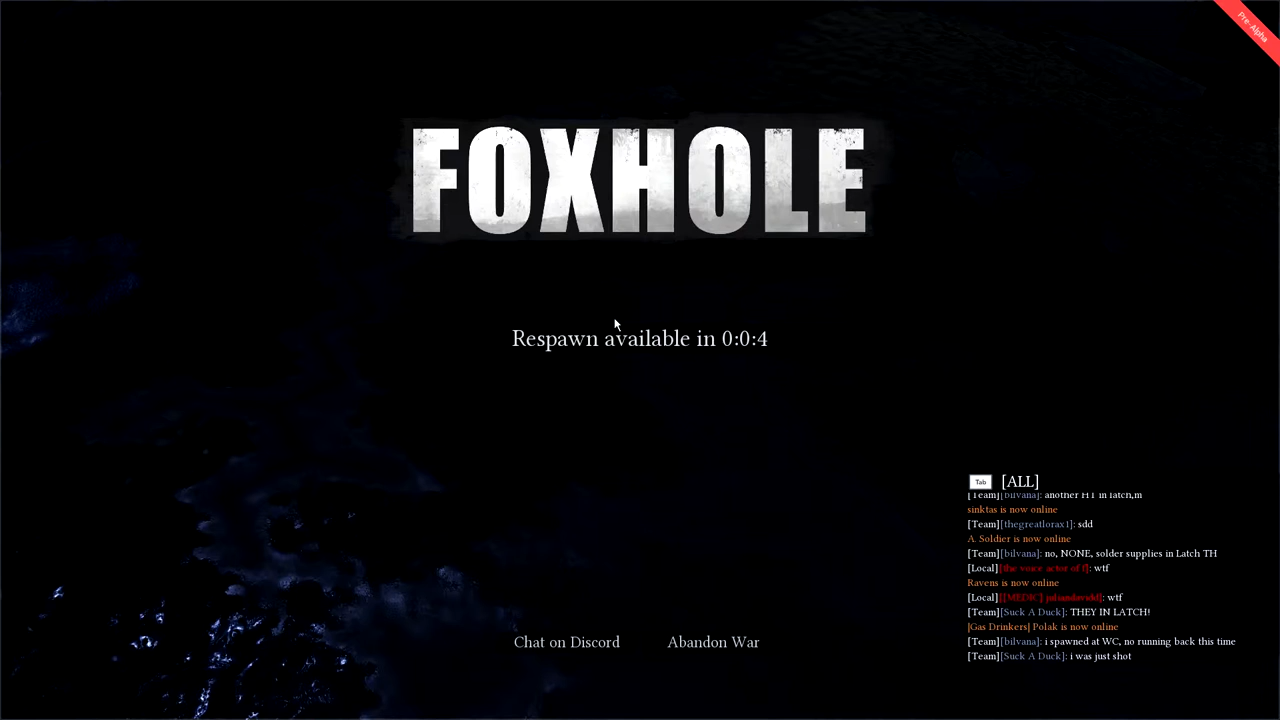 Pre-Alpha
FOXHOLE
Respawn available in 0:0:4
Tab [ALL]
[Team][bilvana]: another HT in latch,m
sinktas is now online
[Team][thegreatlorax1]: sdd
A. Soldier is now online
[Team][bilvana]: no, NONE, solder supplies in Latch TH
[Local][the voice actor of f]: wtf
Ravens is now online
[Local][[MEDIC] juliandavidd]: wtf
[Team][Suck A Duck]: THEY IN LATCH!
|Gas Drinkers| Polak is now online
[Team][bilvana]: i spawned at WC, no running back this time
[Team][Suck A Duck]: i was just shot
Chat on Discord
Abandon War